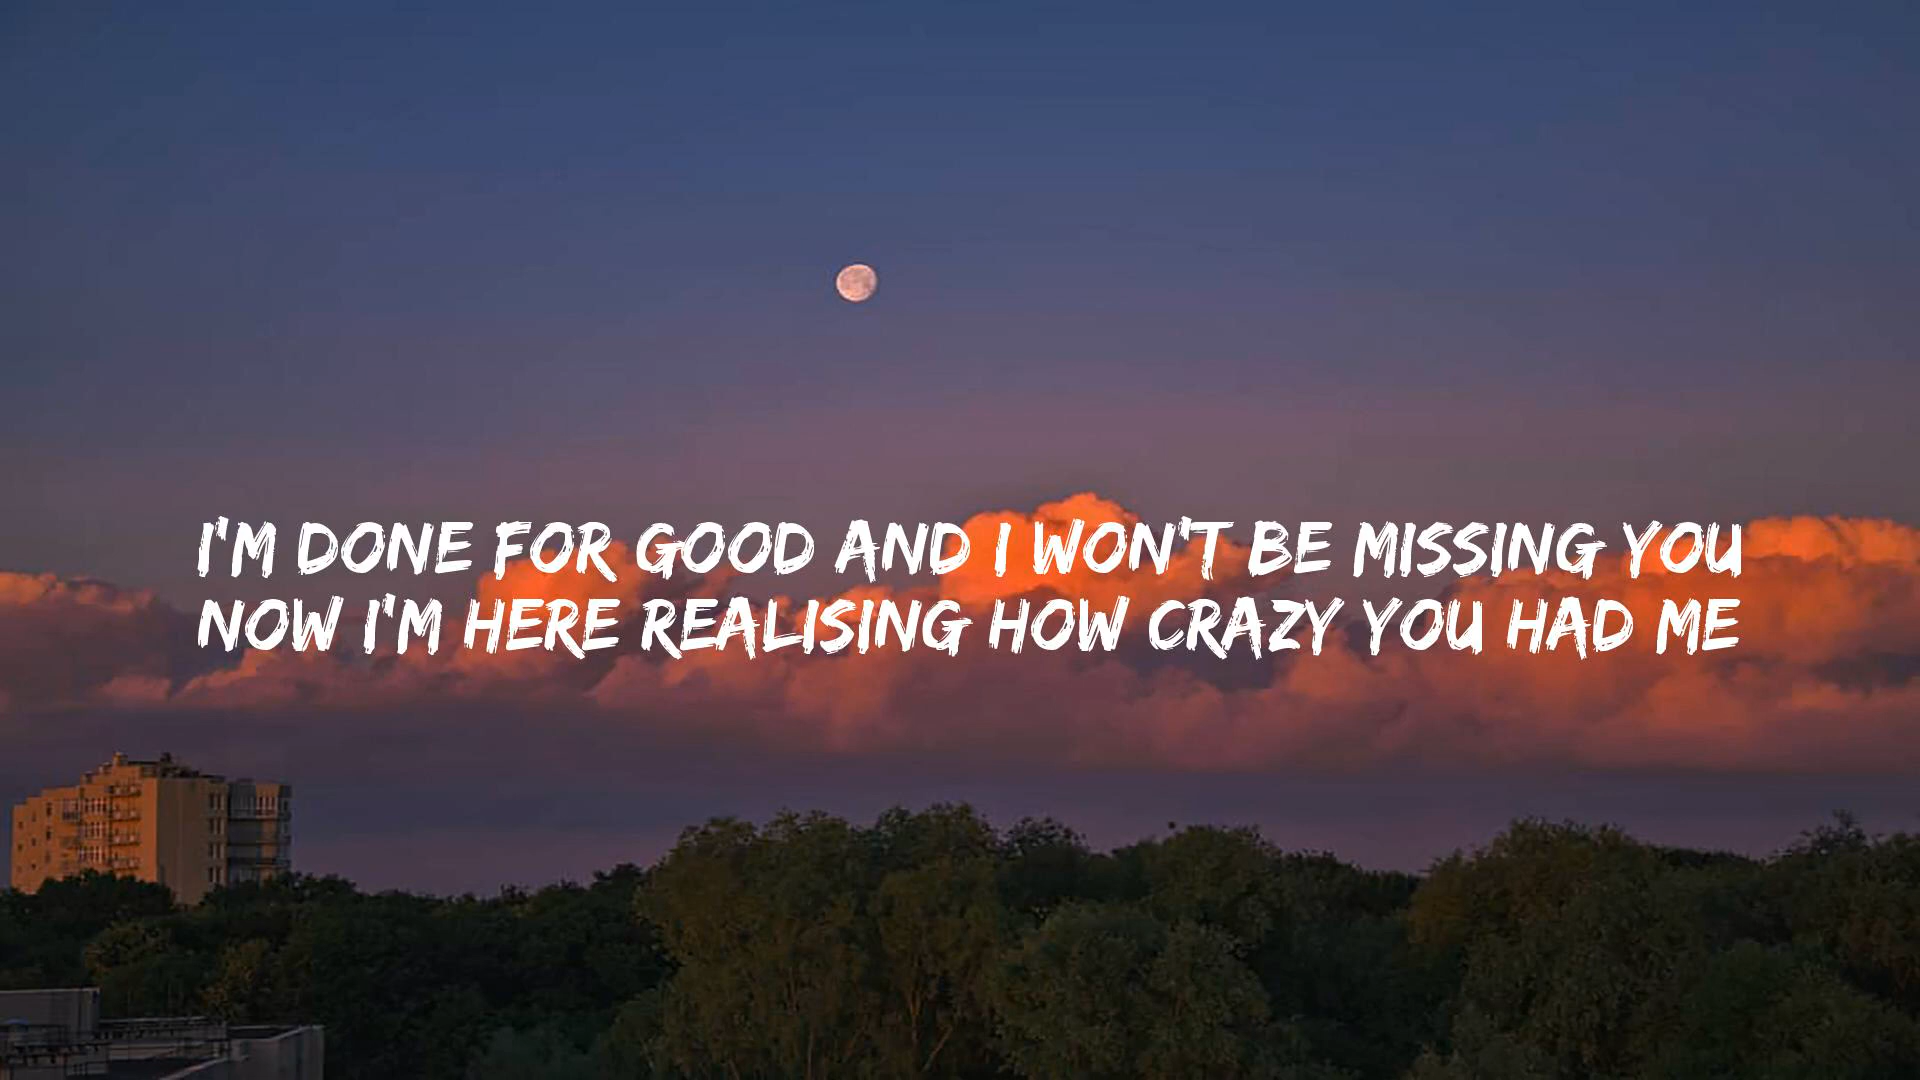 I'M DONE FOR GOOD AND I WON'T BE MISSING YOU
NOW I'M HERE REALISING HOW CRAZY YOU HAD ME